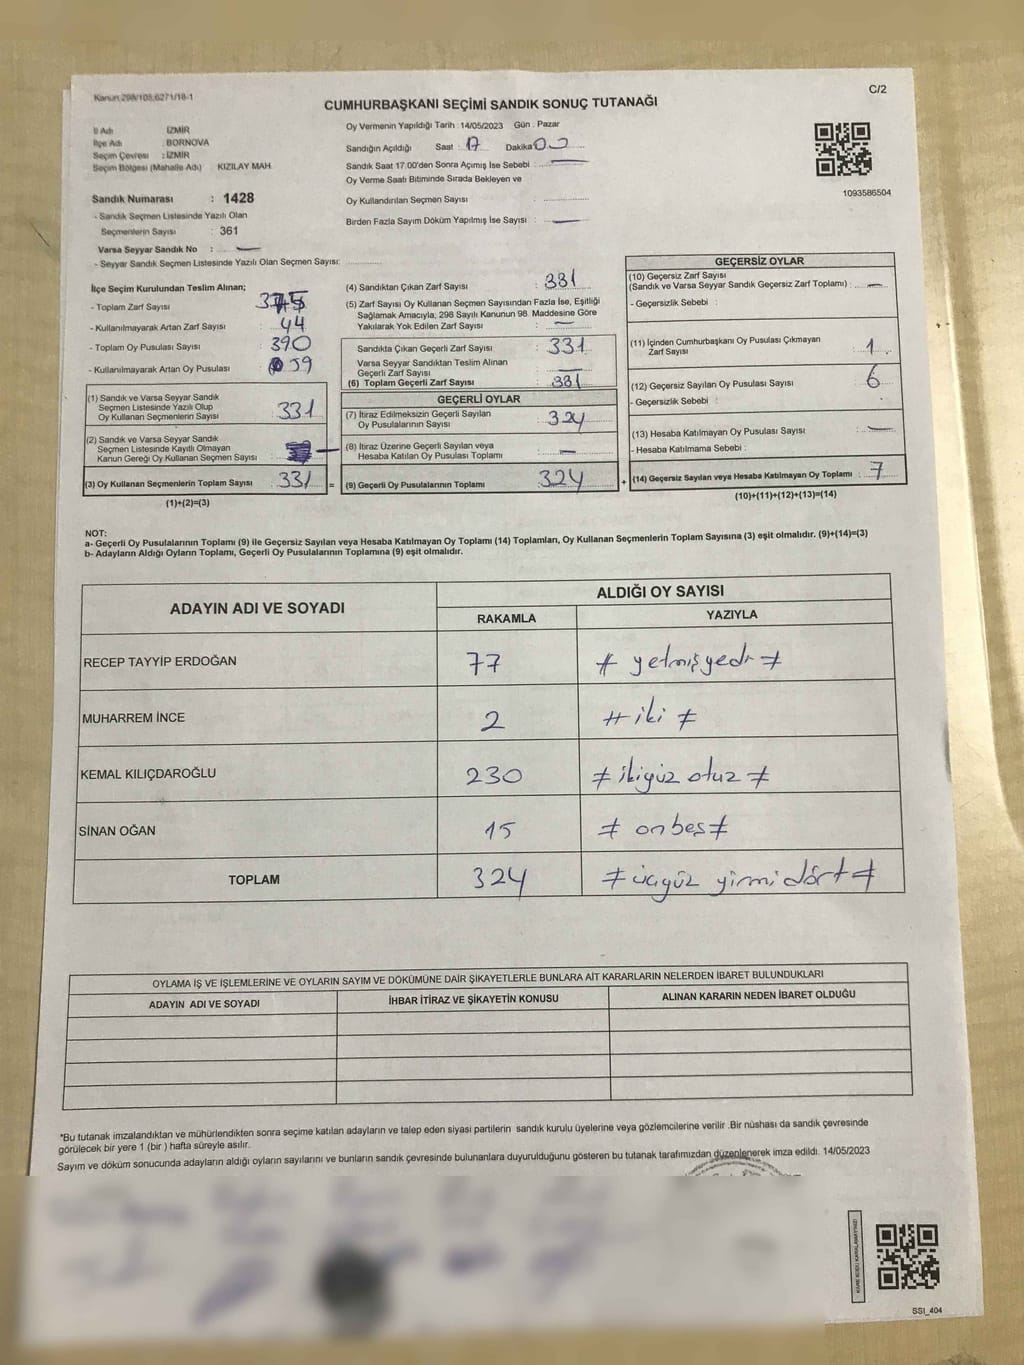 Kanun:298/105,6271/18-1
C/2
CUMHURBAŞKANI SEÇİMİ SANDIK SONUÇ TUTANAĞI
İl Adı : İZMİR
İlçe Adı : BORNOVA
Seçim Çevresi : İZMİR
Seçim Bölgesi (Mahalle Adı) KIZILAY MAH.
Oy Vermenin Yapıldığı Tarih : 14/05/2023 Gün : Pazar
Sandığın Açıldığı Saat : 17 Dakika
Sandık Saat 17.00'den Sonra Açımış İse Sebebi :
Oy Verme Saati Bitiminde Sırada Bekleyen ve
Oy Kullandırılan Seçmen Sayısı :
Birden Fazla Sayım Döküm Yapılmış İse Sayısı :
1093586504
Sandık Numarası : 1428
- Sandık Seçmen Listesinde Yazılı Olan
Seçmenlerin Sayısı : 361
Varsa Seyyar Sandık No :
- Seyyar Sandık Seçmen Listesinde Yazılı Olan Seçmen Sayısı:
İlçe Seçim Kurulundan Teslim Alınan;
- Toplam Zarf Sayısı : 375
- Kullanılmayarak Artan Zarf Sayısı : 44
- Toplam Oy Pusulası Sayısı : 390
- Kullanılmayarak Artan Oy Pusulası : 59
(1) Sandık ve Varsa Seyyar Sandık
Seçmen Listesinde Yazılı Olup
Oy Kullanan Seçmenlerin Sayısı : 331
(2) Sandık ve Varsa Seyyar Sandık
Seçmen Listesinde Kayıtlı Olmayan
Kanun Gereği Oy Kullanan Seçmen Sayısı :
(3) Oy Kullanan Seçmenlerin Toplam Sayısı : 331
(1)+(2)=(3)
=
(4) Sandıktan Çıkan Zarf Sayısı : 331
(5) Zarf Sayısı Oy Kullanan Seçmen Sayısından Fazla İse, Eşitliği
Sağlamak Amacıyla, 298 Sayılı Kanunun 98. Maddesine Göre
Yakılarak Yok Edilen Zarf Sayısı :
Sandıkta Çıkan Geçerli Zarf Sayısı : 331
Varsa Seyyar Sandıktan Teslim Alınan
Geçerli Zarf Sayısı :
(6) Toplam Geçerli Zarf Sayısı : 331
GEÇERLİ OYLAR
(7) İtiraz Edilmeksizin Geçerli Sayılan
Oy Pusulalarının Sayısı : 324
(8) İtiraz Üzerine Geçerli Sayılan veya
Hesaba Katılan Oy Pusulası Toplamı :
(9) Geçerli Oy Pusulalarının Toplamı : 324
+
GEÇERSİZ OYLAR
(10) Geçersiz Zarf Sayısı
(Sandık ve Varsa Seyyar Sandık Geçersiz Zarf Toplamı) :
- Geçersizlik Sebebi :
(11) İçinden Cumhurbaşkanı Oy Pusulası Çıkmayan
Zarf Sayısı : 1
(12) Geçersiz Sayılan Oy Pusulası Sayısı : 6
- Geçersizlik Sebebi :
(13) Hesaba Katılmayan Oy Pusulası Sayısı :
- Hesaba Katılmama Sebebi :
(14) Geçersiz Sayılan veya Hesaba Katılmayan Oy Toplamı : 7
(10)+(11)+(12)+(13)=(14)
NOT:
a- Geçerli Oy Pusulalarının Toplamı (9) ile Geçersiz Sayılan veya Hesaba Katılmayan Oy Toplamı (14) Toplamları, Oy Kullanan Seçmenlerin Toplam Sayısına (3) eşit olmalıdır. (9)+(14)=(3)
b- Adayların Aldığı Oyların Toplamı, Geçerli Oy Pusulalarının Toplamına (9) eşit olmalıdır.
ADAYIN ADI VE SOYADI
ALDIĞI OY SAYISI
RAKAMLA YAZIYLA
RECEP TAYYİP ERDOĞAN 77 # yetmişyedi #
MUHARREM İNCE 2 # iki #
KEMAL KILIÇDAROĞLU 230 # ikiyüz otuz #
SİNAN OĞAN 15 # onbeş #
TOPLAM 324 # üçyüz yirmidört #
OYLAMA İŞ VE İŞLEMLERİNE VE OYLARIN SAYIM VE DÖKÜMÜNE DAİR ŞİKAYETLERLE BUNLARA AİT KARARLARIN NELERDEN İBARET BULUNDUKLARI
ADAYIN ADI VE SOYADI İHBAR İTİRAZ VE ŞİKAYETİN KONUSU ALINAN KARARIN NEDEN İBARET OLDUĞU
*Bu tutanak imzalandıktan ve mühürlendikten sonra seçime katılan adayların ve talep eden siyasi partilerin sandık kurulu üyelerine veya gözlemcilerine verilir .Bir nüshası da sandık çevresinde
görülecek bir yere 1 (bir ) hafta süreyle asılır.
Sayım ve döküm sonucunda adayların aldığı oyların sayılarını ve bunların sandık çevresinde bulunanlara duyurulduğunu gösteren bu tutanak tarafımızdan düzenlenerek imza edildi. 14/05/2023
SSI_404